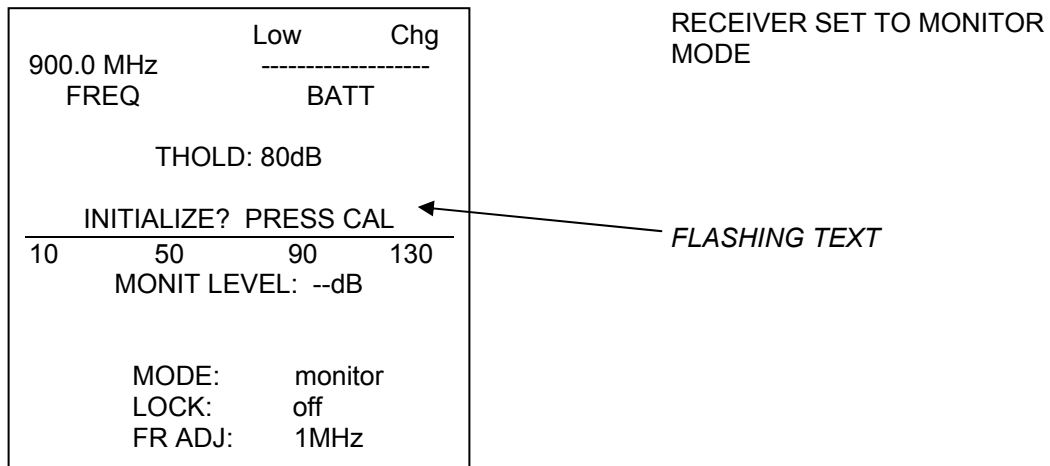 Low Chg
900.0 MHz -------------------
FREQ BATT
THOLD: 80dB
INITIALIZE? PRESS CAL
10 50 90 130
MONIT LEVEL: --dB
MODE: monitor
LOCK: off
FR ADJ: 1MHz
RECEIVER SET TO MONITOR
MODE
FLASHING TEXT